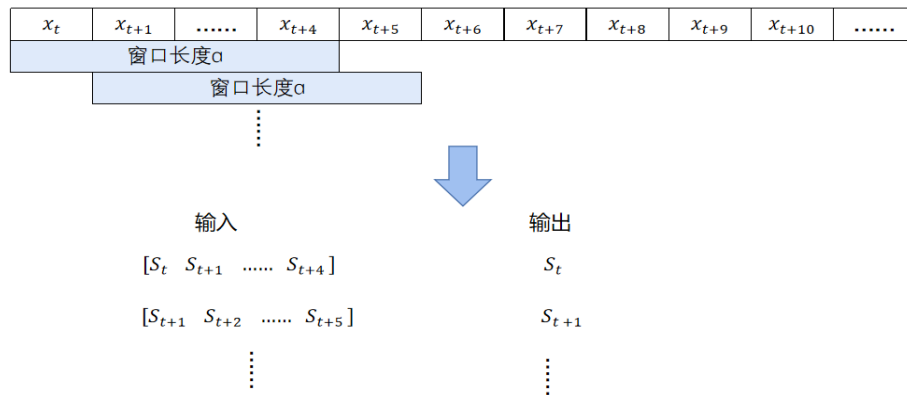 x_t x_{t+1} …… x_{t+4} x_{t+5} x_{t+6} x_{t+7} x_{t+8} x_{t+9} x_{t+10} ……
窗口长度α
窗口长度α
输入 输出
[S_t S_{t+1} …… S_{t+4}] S_t
[S_{t+1} S_{t+2} …… S_{t+5}] S_{t+1}